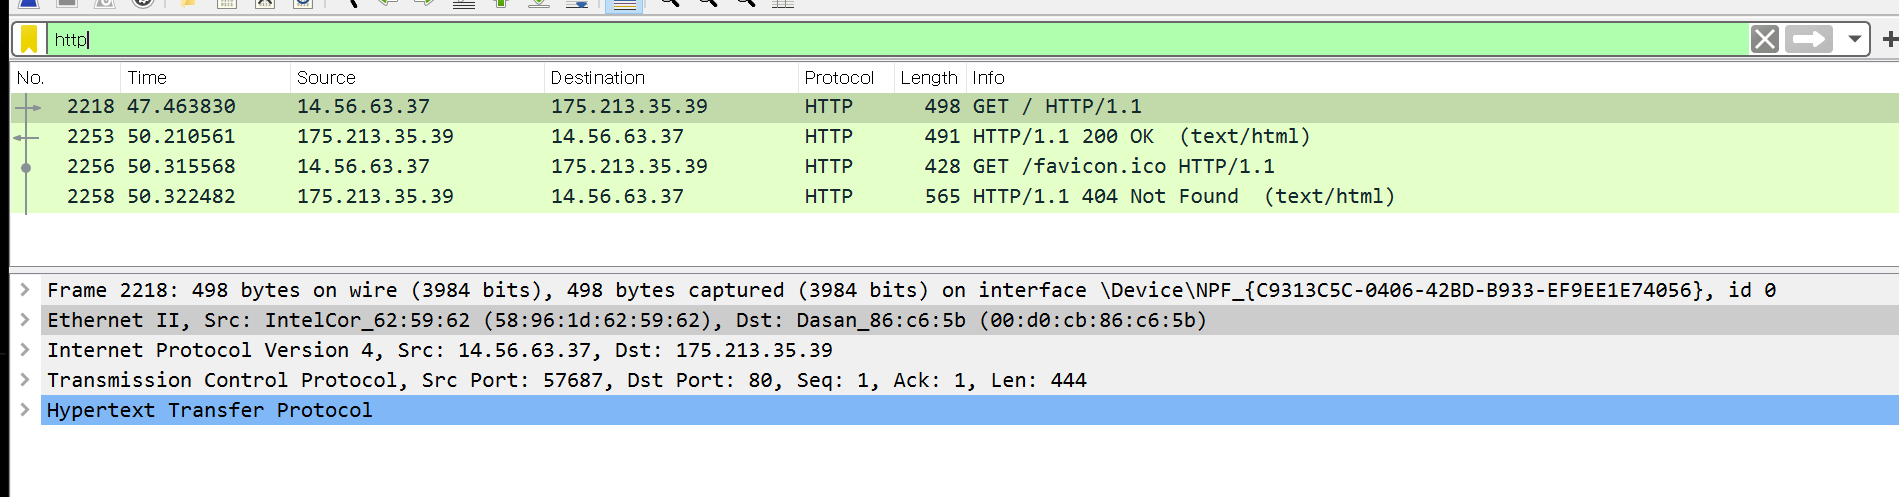 http
No. Time Source Destination Protocol Length Info
2218 47.463830 14.56.63.37 175.213.35.39 HTTP 498 GET / HTTP/1.1
2253 50.210561 175.213.35.39 14.56.63.37 HTTP 491 HTTP/1.1 200 OK  (text/html)
2256 50.315568 14.56.63.37 175.213.35.39 HTTP 428 GET /favicon.ico HTTP/1.1
2258 50.322482 175.213.35.39 14.56.63.37 HTTP 565 HTTP/1.1 404 Not Found  (text/html)
Frame 2218: 498 bytes on wire (3984 bits), 498 bytes captured (3984 bits) on interface \Device\NPF_{C9313C5C-0406-42BD-B933-EF9EE1E74056}, id 0
Ethernet II, Src: IntelCor_62:59:62 (58:96:1d:62:59:62), Dst: Dasan_86:c6:5b (00:d0:cb:86:c6:5b)
Internet Protocol Version 4, Src: 14.56.63.37, Dst: 175.213.35.39
Transmission Control Protocol, Src Port: 57687, Dst Port: 80, Seq: 1, Ack: 1, Len: 444
Hypertext Transfer Protocol